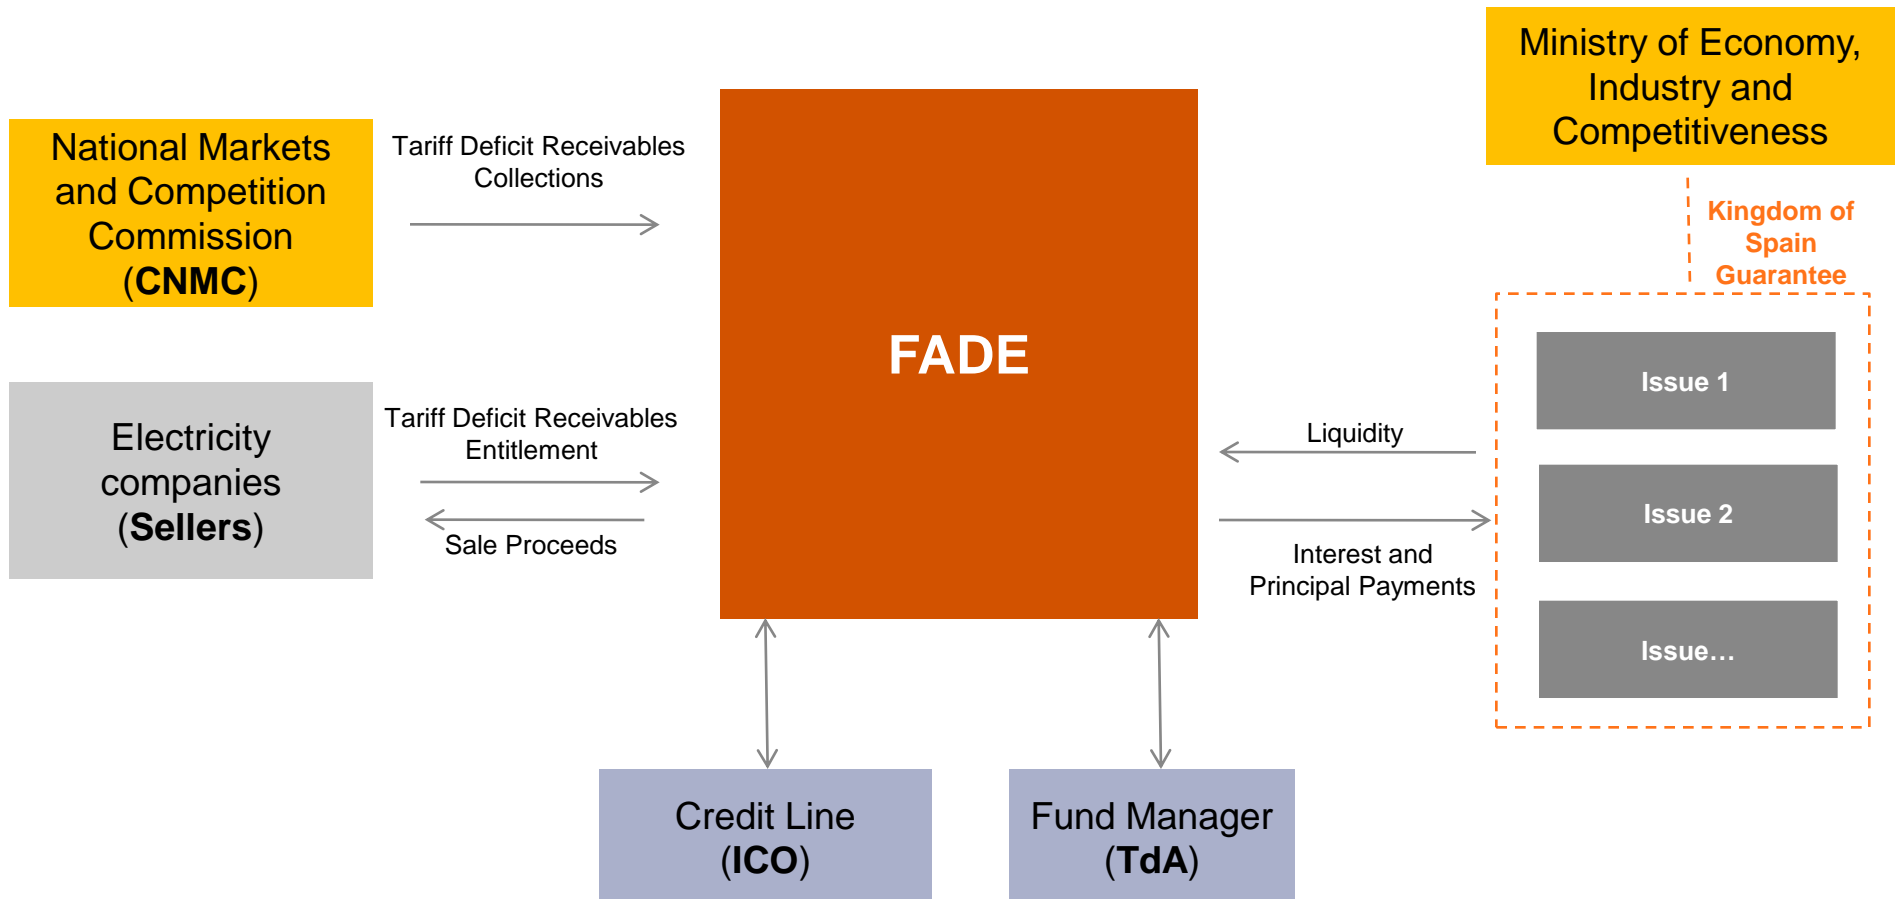 Ministry of Economy,
Industry and
Competitiveness
National Markets
and Competition
Commission
(CNMC)
Tariff Deficit Receivables
Collections
Kingdom of
Spain
Guarantee
FADE
Issue 1
Electricity
companies
(Sellers)
Tariff Deficit Receivables
Entitlement
Sale Proceeds
Liquidity
Interest and
Principal Payments
Issue 2
Issue…
Credit Line
(ICO)
Fund Manager
(TdA)